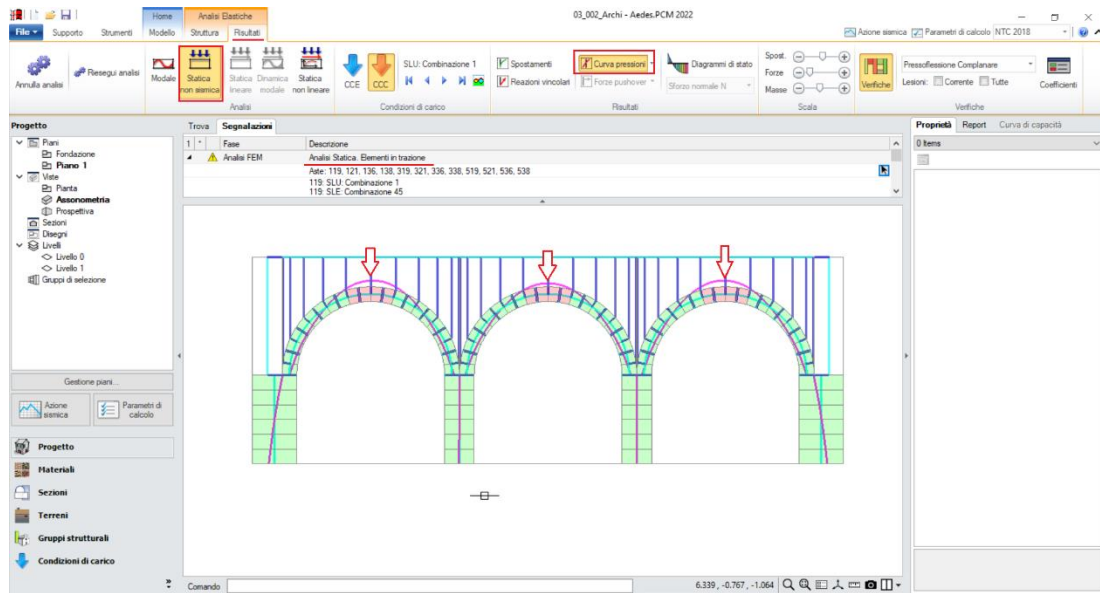 03_002_Archi - Aedes.PCM 2022
Home
Analisi Elastiche
File
Supporto
Strumenti
Modello
Struttura
Risultati
Azione sismica
Parametri di calcolo
NTC 2018
Annulla analisi
Riesegui analisi
Modale
Statica non sismica
Statica lineare
Dinamica modale
Statica non lineare
Analisi
CCE
CCC
SLU: Combinazione 1
Condizioni di carico
Spostamenti
Reazioni vincolari
Curva pressioni
Forze pushover
Diagrammi di stato
Sforzo normale N
Risultati
Spost.
Forze
Masse
Scala
Verifiche
Pressoflessione Complanare
Lesioni:
Corrente
Tutte
Coefficienti
Verifiche
Progetto
Piani
Fondazione
Piano 1
Viste
Pianta
Assonometria
Prospettiva
Sezioni
Disegni
Livelli
Livello 0
Livello 1
Gruppi di selezione
Gestione piani...
Azione sismica
Parametri di calcolo
Progetto
Materiali
Sezioni
Terreni
Gruppi strutturali
Condizioni di carico
Trova
Segnalazioni
1 * Fase Descrizione
Analisi FEM Analisi Statica. Elementi in trazione
Aste: 119, 121, 136, 138, 319, 321, 336, 338, 519, 521, 536, 538
119: SLU: Combinazione 1
119: SLE: Combinazione 45
Proprietà
Report
Curva di capacità
0 Items
Comando
6.339 , -0.767 , -1.064